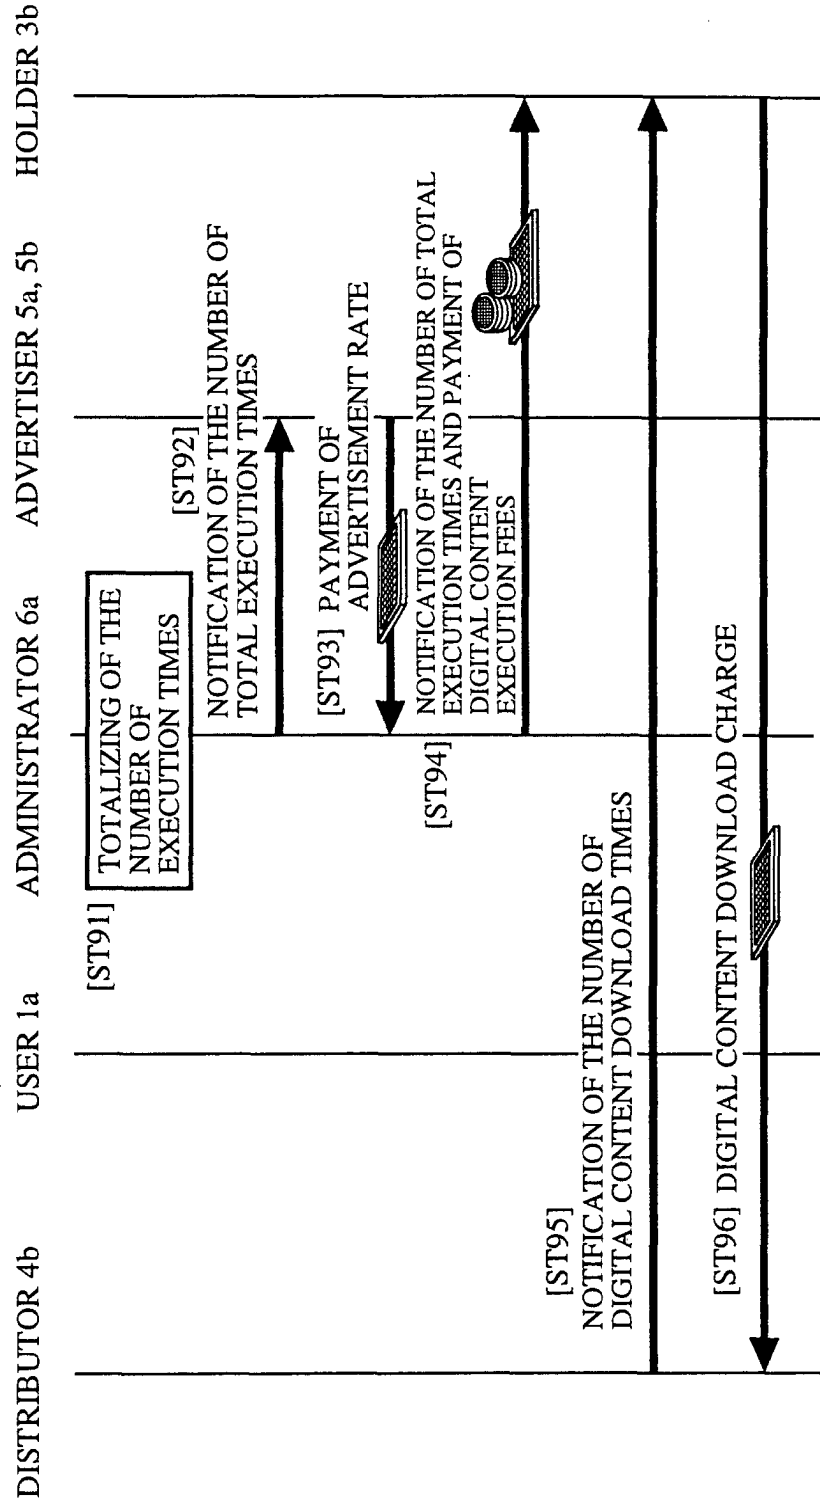 DISTRIBUTOR 4b
USER 1a
ADMINISTRATOR 6a
ADVERTISER 5a, 5b
HOLDER 3b
[ST91]
TOTALIZING OF THE
NUMBER OF
EXECUTION TIMES
[ST92]
NOTIFICATION OF THE NUMBER OF
TOTAL EXECUTION TIMES
[ST93] PAYMENT OF
ADVERTISEMENT RATE
[ST94]
NOTIFICATION OF THE NUMBER OF TOTAL
EXECUTION TIMES AND PAYMENT OF
DIGITAL CONTENT
EXECUTION FEES
[ST95]
NOTIFICATION OF THE NUMBER OF
DIGITAL CONTENT DOWNLOAD TIMES
[ST96] DIGITAL CONTENT DOWNLOAD CHARGE